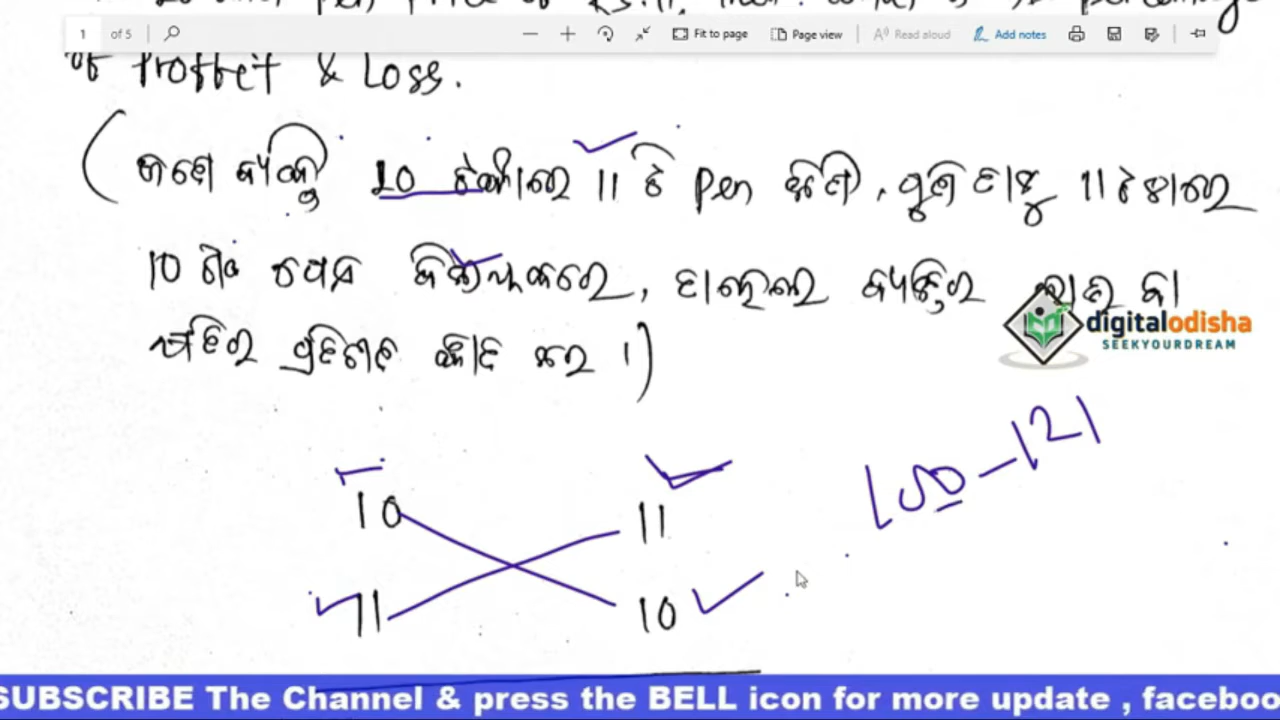 1 of 5 Fit to page Page view Read aloud Add notes
of Proffit & Loss.
(ଜଣେ ବ୍ୟକ୍ତି 10 ଟଙ୍କାରେ 11 ଟି Pen କିଣି, ପୁଣି ତାକୁ 11 ଟଙ୍କାରେ
10 ଗୋଟି ପେନ ବିକ୍ରୟ କରେ, ତାହେଲେ ବ୍ୟକ୍ତିର ଲାଭ ବା
କ୍ଷତିର ପ୍ରତିଶତ
digitalodisha
SEEKYOURDREAM
100 - 121
10 11
11 10
SUBSCRIBE The Channel & press the BELL icon for more update , faceboo